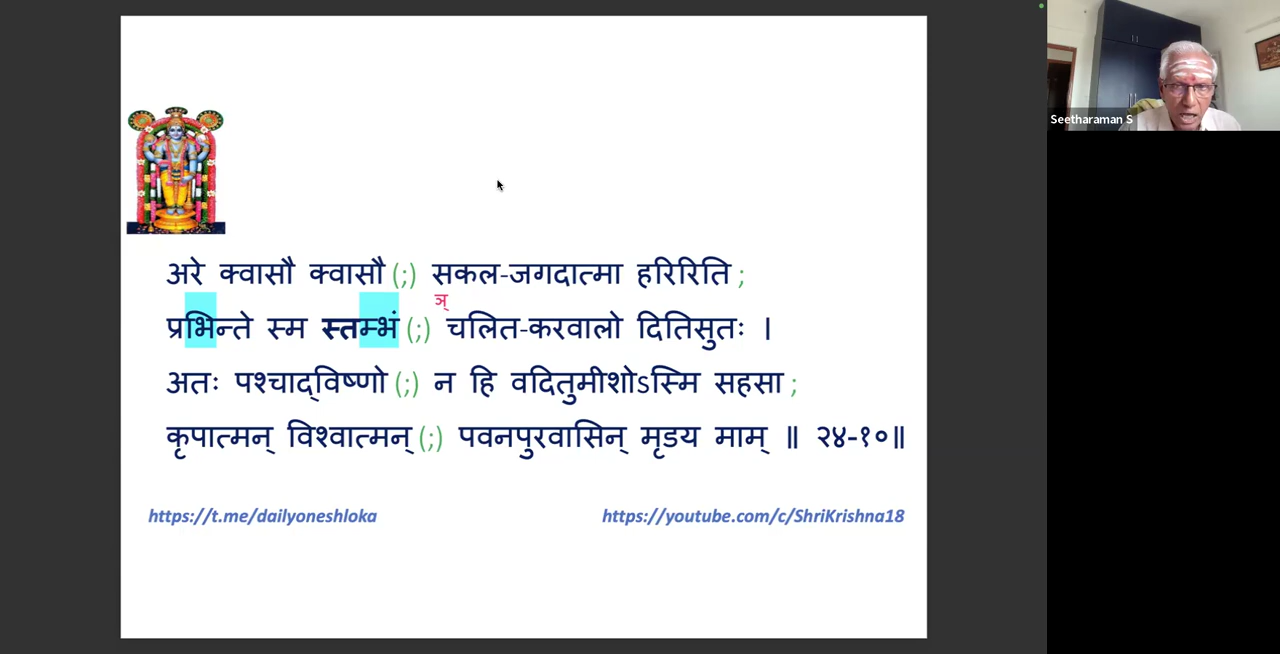 Seetharaman S
अरे क्वासौ क्वासौ (;) सकल-जगदात्मा हरिरिति ;
ञ्
प्रभिन्ते स्म स्तम्भं (;) चलित-करवालो दितिसुतः ।
अतः पश्चाद्विष्णो (;) न हि वदितुमीशोऽस्मि सहसा ;
कृपात्मन् विश्वात्मन् (;) पवनपुरवासिन् मृडय माम् ॥ २४-१०॥
https://t.me/dailyoneshloka https://youtube.com/c/ShriKrishna18